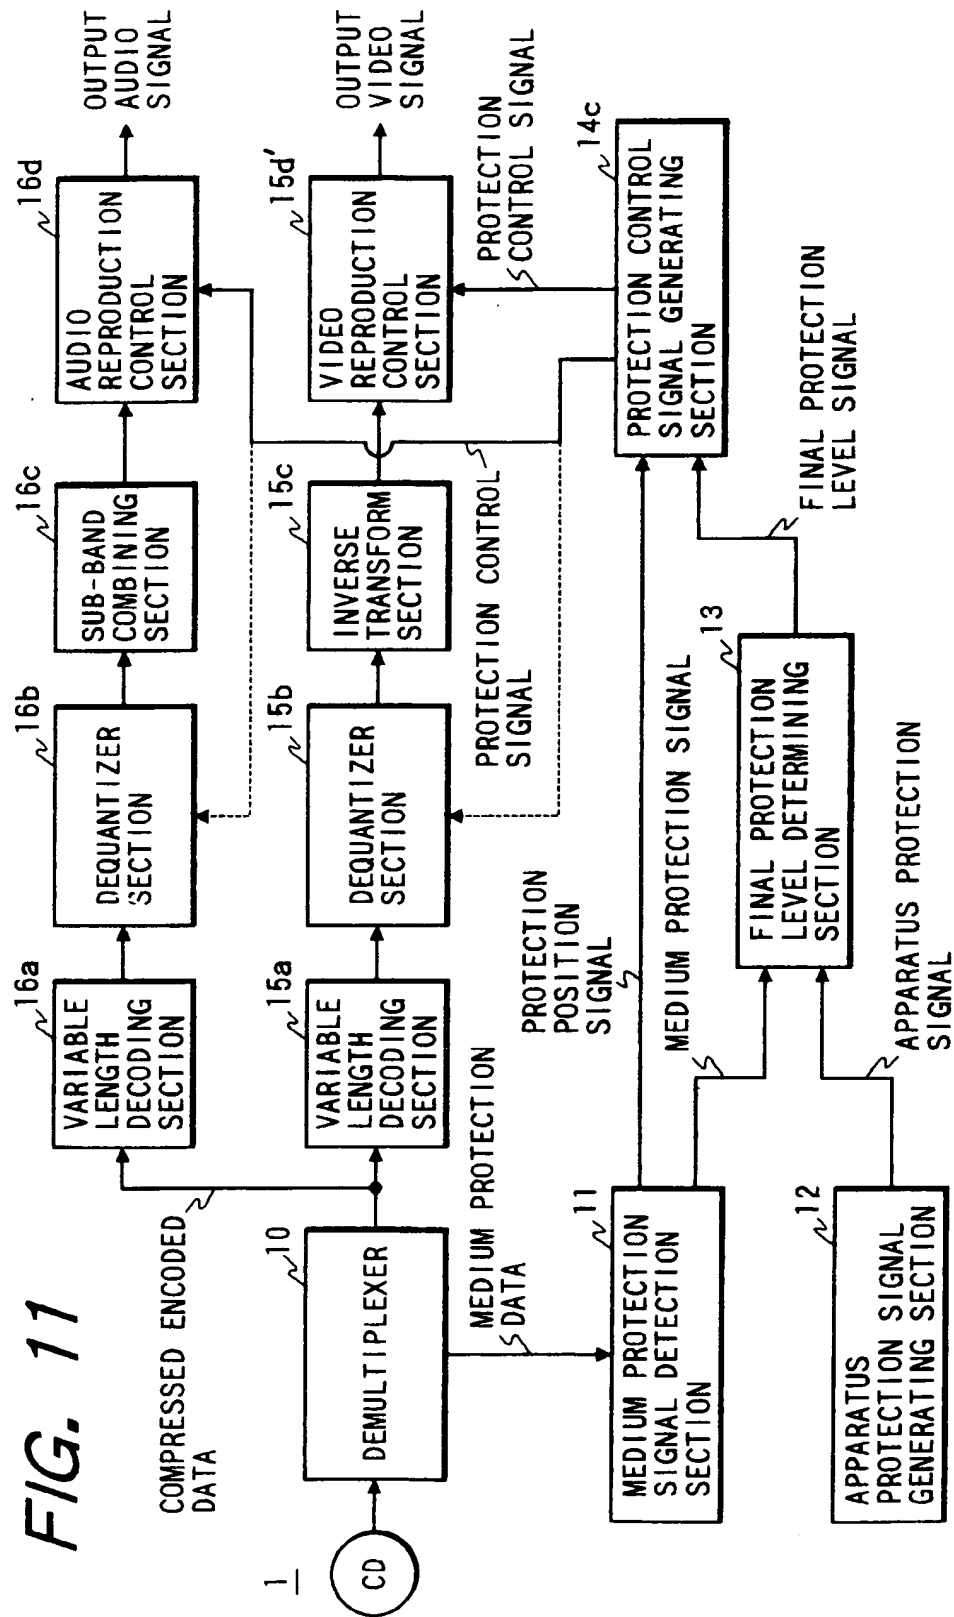 FIG. 11
1
CD
10
DEMULTIPLEXER
COMPRESSED ENCODED
DATA
MEDIUM PROTECTION
DATA
16a
VARIABLE
LENGTH
DECODING
SECTION
16b
DEQUANTIZER
SECTION
16c
SUB-BAND
COMBINING
SECTION
16d
AUDIO
REPRODUCTION
CONTROL
SECTION
OUTPUT
AUDIO
SIGNAL
15a
VARIABLE
LENGTH
DECODING
SECTION
15b
DEQUANTIZER
SECTION
15c
INVERSE
TRANSFORM
SECTION
15d'
VIDEO
REPRODUCTION
CONTROL
SECTION
OUTPUT
VIDEO
SIGNAL
PROTECTION CONTROL
SIGNAL
PROTECTION
CONTROL SIGNAL
11
MEDIUM PROTECTION
SIGNAL DETECTION
SECTION
PROTECTION
POSITION
SIGNAL
14c
PROTECTION CONTROL
SIGNAL GENERATING
SECTION
MEDIUM PROTECTION SIGNAL
13
FINAL PROTECTION
LEVEL DETERMINING
SECTION
FINAL PROTECTION
LEVEL SIGNAL
12
APPARATUS
PROTECTION SIGNAL
GENERATING SECTION
APPARATUS PROTECTION
SIGNAL